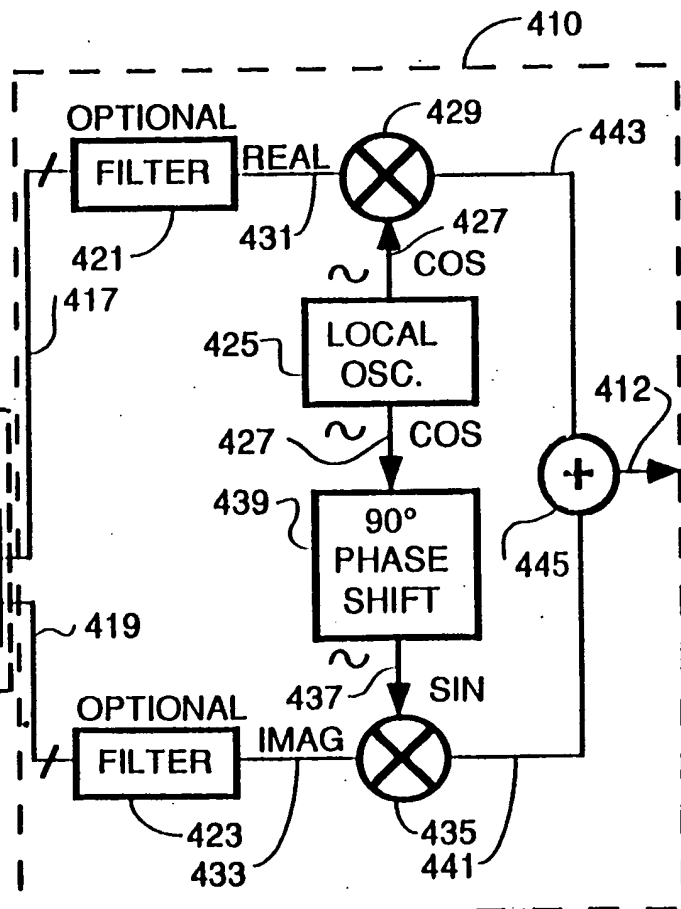 410
OPTIONAL
429
443
FILTER
REAL
421
431
427
COS
417
LOCAL
OSC.
425
412
427
COS
439
90°
PHASE
SHIFT
445
419
437
SIN
OPTIONAL
IMAG
FILTER
423
433
435
441